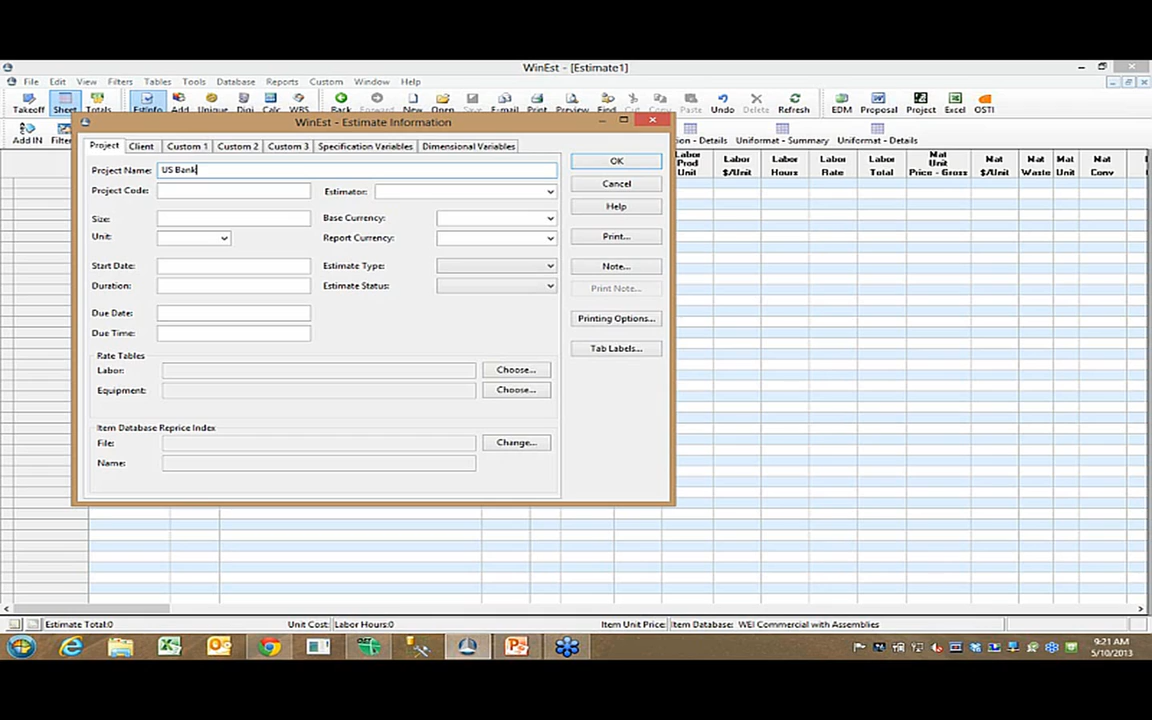 WinEst - [Estimate1]
File Edit View Filters Tables Tools Database Reports Custom Window Help
Takeoff Sheet Totals EstInfo Add Unique Digi Calc WBS Back Forward New Open Save E-mail Print Preview Find Cut Copy Paste Undo Delete Refresh EDM Proposal Project Excel OSTI
Add IN Filter - Details Uniformat - Summary Uniformat - Details
WinEst - Estimate Information
Project Client Custom 1 Custom 2 Custom 3 Specification Variables Dimensional Variables
Project Name: US Bank
Project Code: Estimator:
Size: Base Currency:
Unit: Report Currency:
Start Date: Estimate Type:
Duration: Estimate Status:
Due Date:
Due Time:
Rate Tables
Labor: Choose...
Equipment: Choose...
Item Database Reprice Index
File: Change...
Name:
OK
Cancel
Help
Print...
Note...
Print Note...
Printing Options...
Tab Labels...
Labor Prod Unit
Labor $/Unit
Labor Hours
Labor Rate
Labor Total
Mat Unit Price - Gross
Mat $/Unit
Mat Waste
Mat Unit
Mat Conv
Estimate Total:0 Unit Cost: Labor Hours:0 Item Unit Price: Item Database: WEI Commercial with Assemblies
9:21 AM
5/10/2013